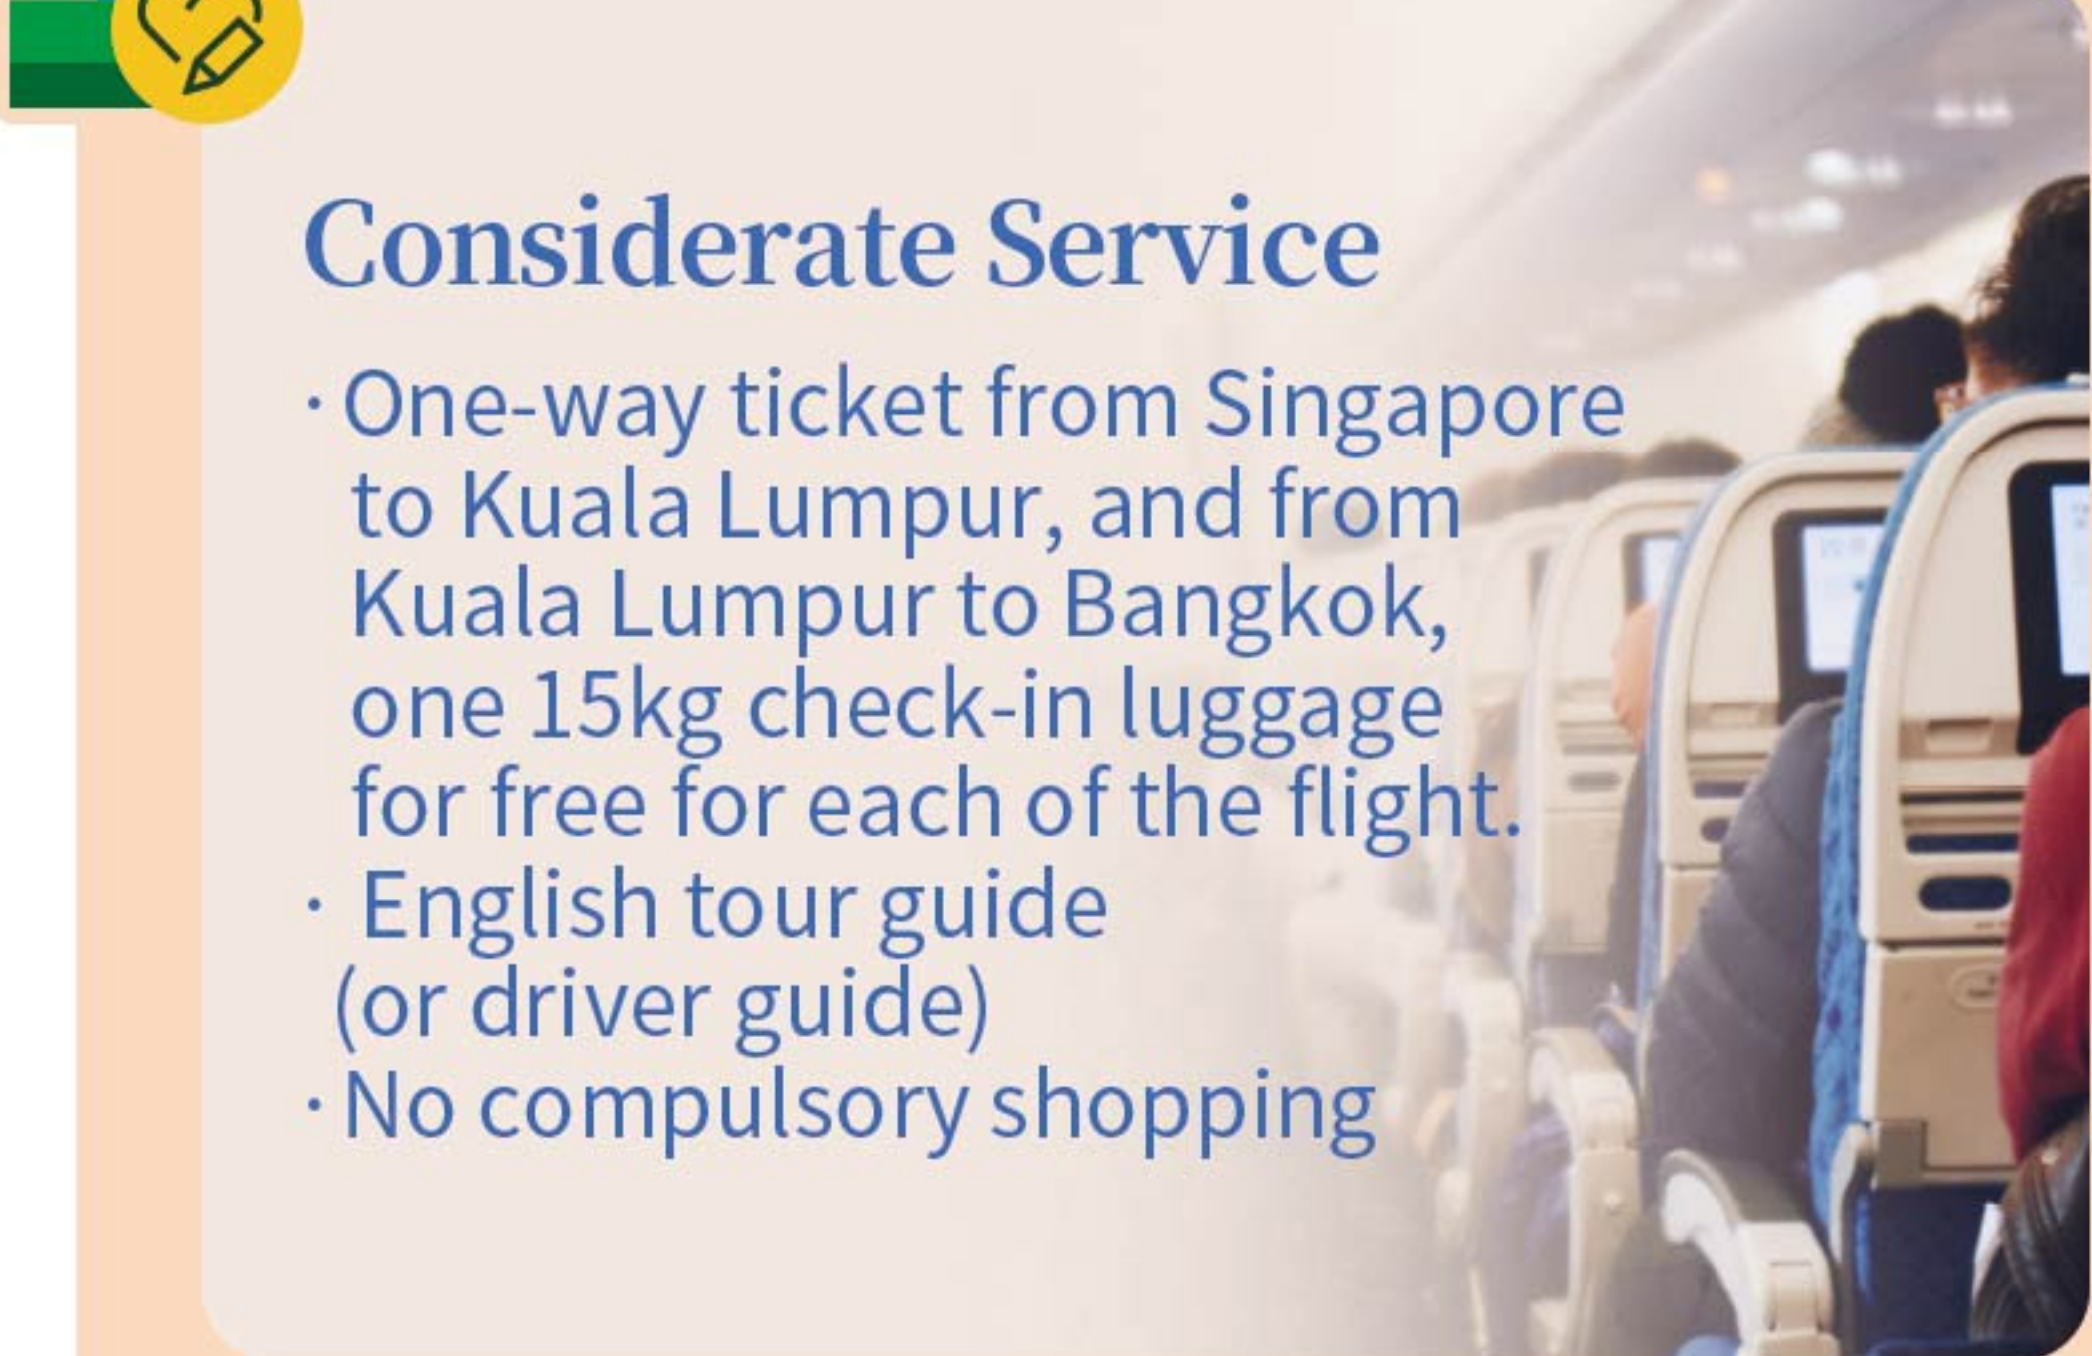 Considerate Service
· One-way ticket from Singapore
to Kuala Lumpur, and from
Kuala Lumpur to Bangkok,
one 15kg check-in luggage
for free for each of the flight.
· English tour guide
(or driver guide)
· No compulsory shopping